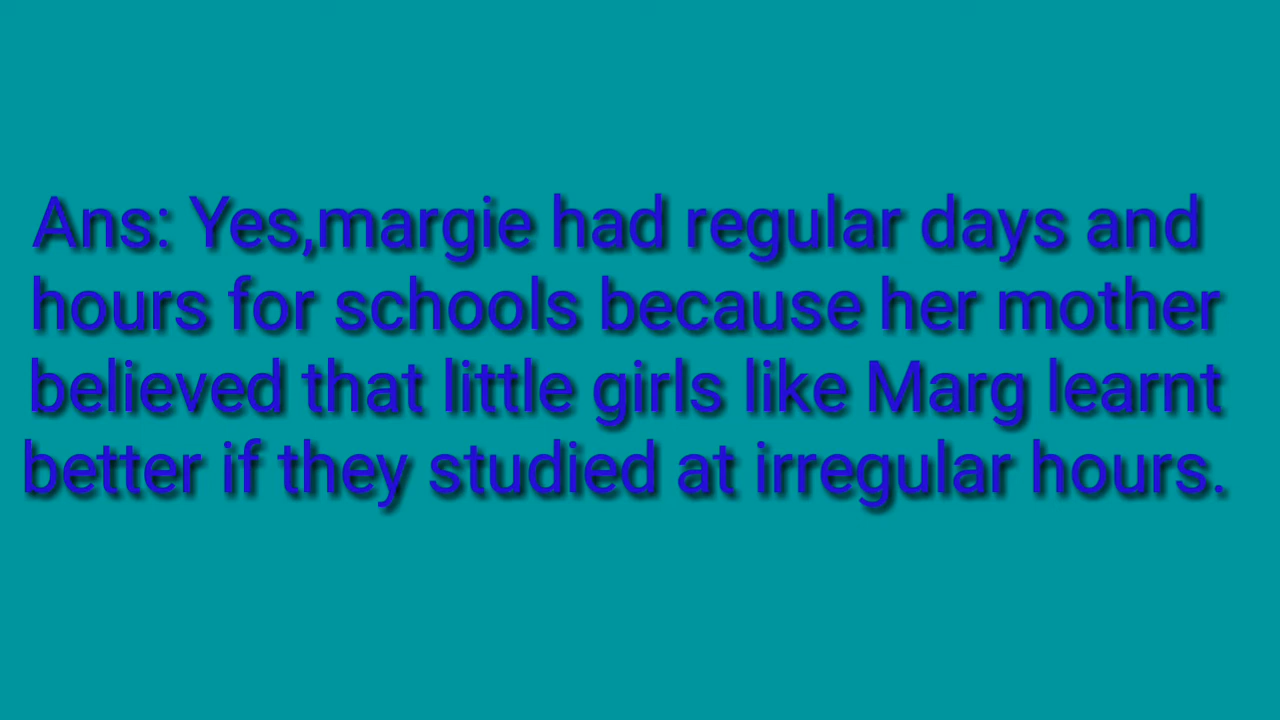 Ans: Yes,margie had regular days and
hours for schools because her mother
believed that little girls like Marg learnt
better if they studied at irregular hours.